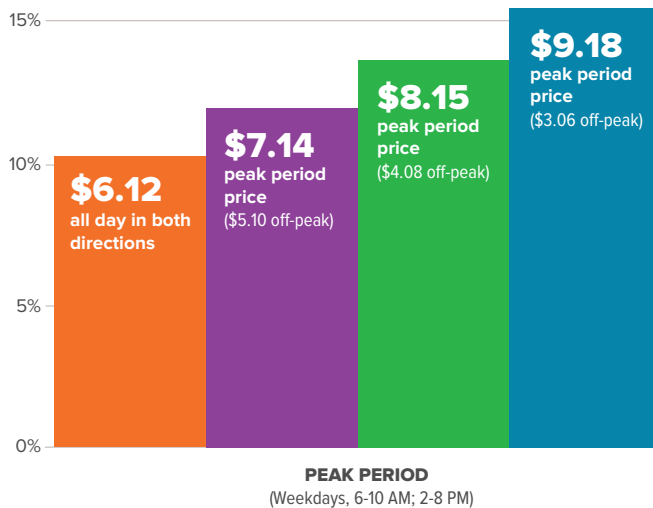 15%
10%
5%
0%
$6.12
all day in both
directions
$7.14
peak period
price
($5.10 off-peak)
$8.15
peak period
price
($4.08 off-peak)
$9.18
peak period
price
($3.06 off-peak)
PEAK PERIOD
(Weekdays, 6-10 AM; 2-8 PM)